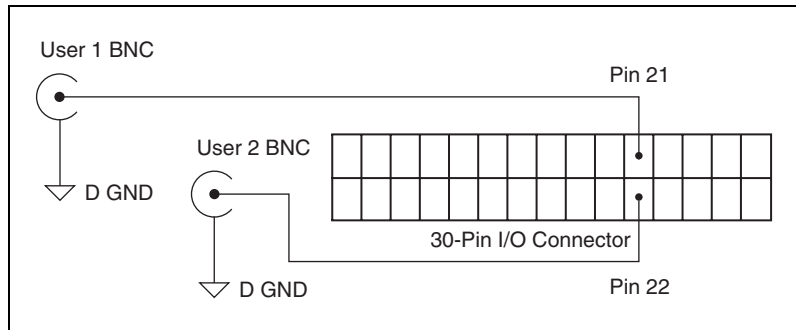 User 1 BNC
Pin 21
User 2 BNC
D GND
30-Pin I/O Connector
D GND
Pin 22